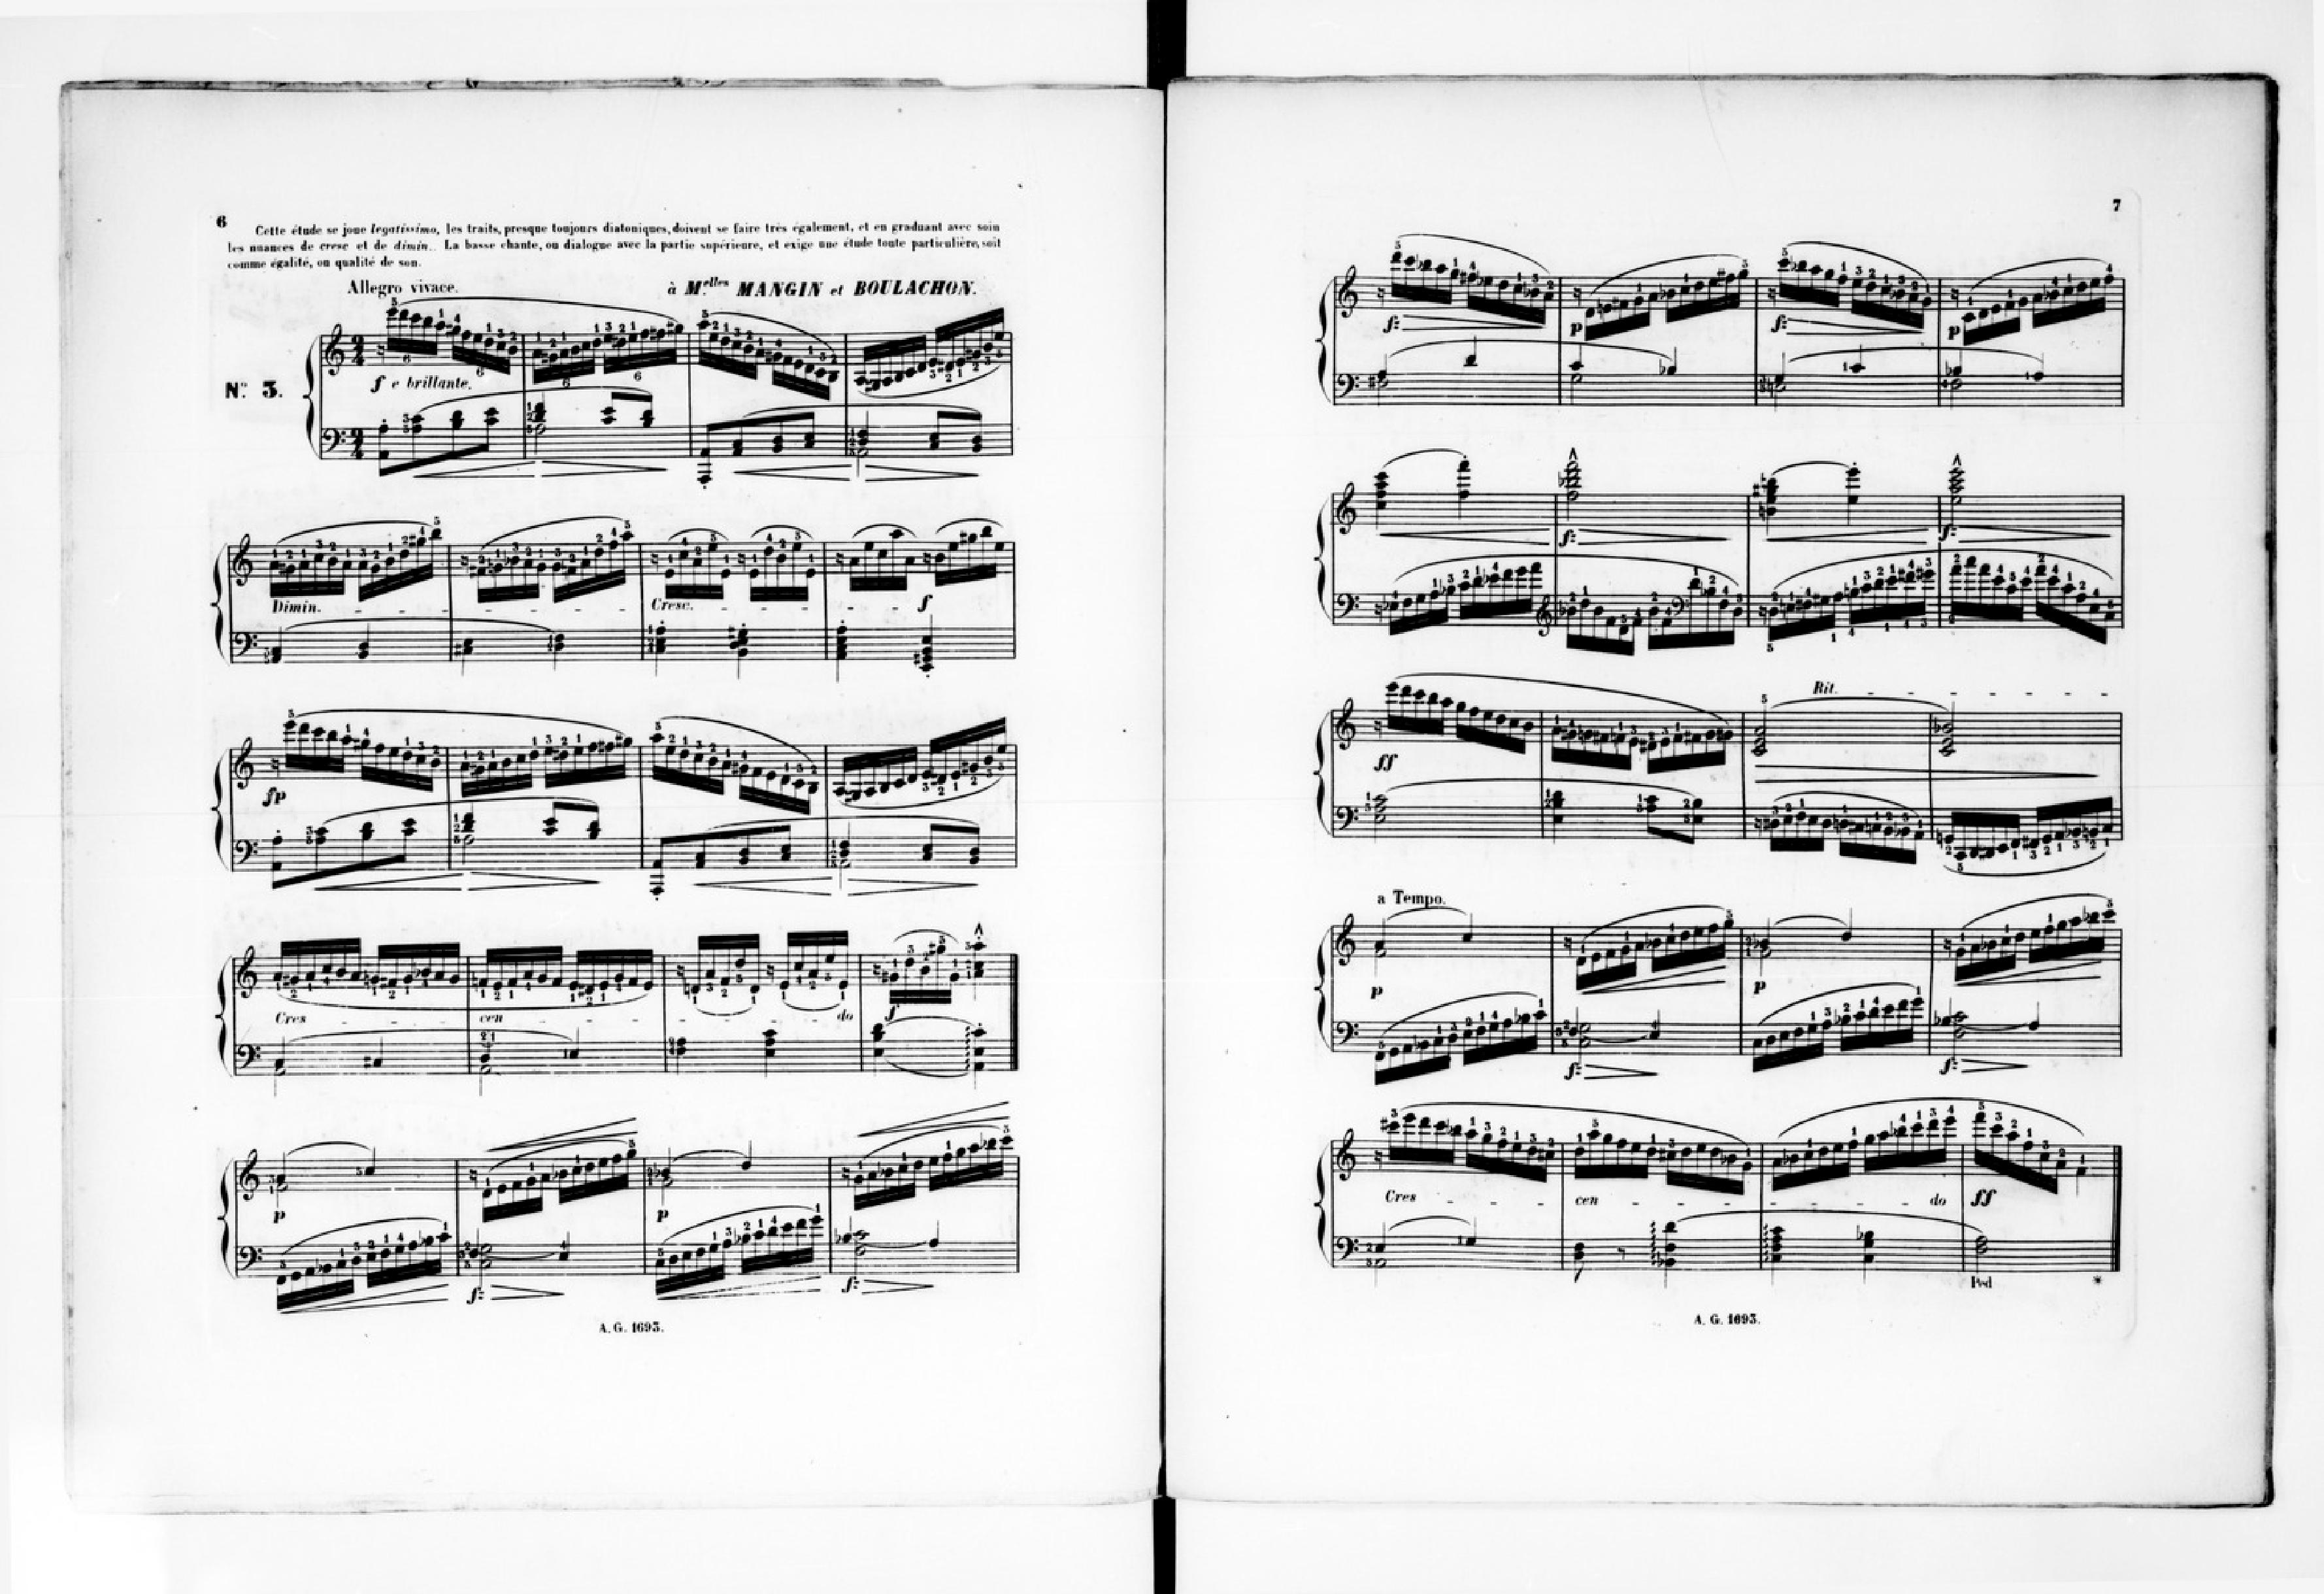 6
Cette étude se joue legatissimo, les traits, presque toujours diatoniques, doivent se faire très également, et en graduant avec soin
les nuances de cresc et de dimin.. La basse chante, ou dialogue avec la partie supérieure, et exige une étude toute particulière, soit
comme égalité, ou qualité de son.
Allegro vivace.
à M.elles MANGIN et BOULACHON.
No. 3.
f e brillante.
Dimin.
Cresc.
f
fp
Cres - cen - do
f
p
f:
p
f:
A. G. 1693.
7
f:
p
f:
p
f:
f:
Rit.
ff
a Tempo.
p
p
f:
f:
Cres - cen - do
ff
Ped
*
A. G. 1693.